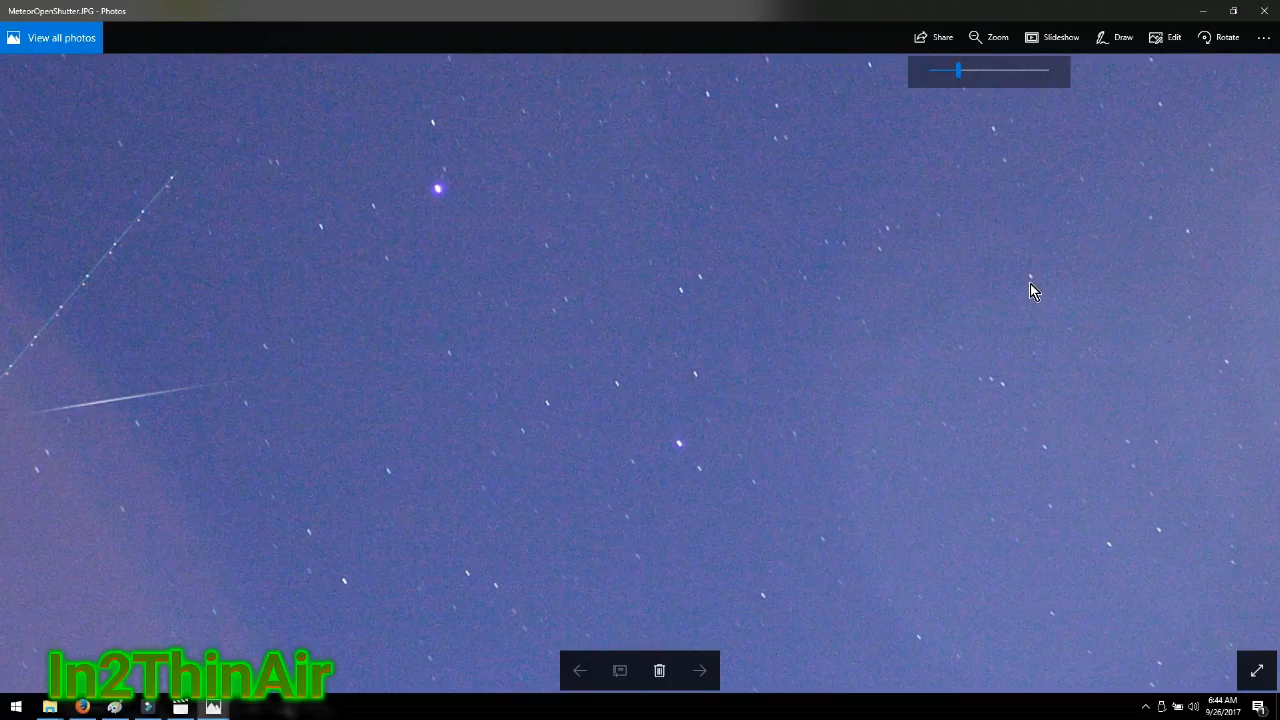 MeteorOpenShutter.JPG - Photos
View all photos
Share
Zoom
Slideshow
Draw
Edit
Rotate
In2ThinAir
6:44 AM
9/26/2017